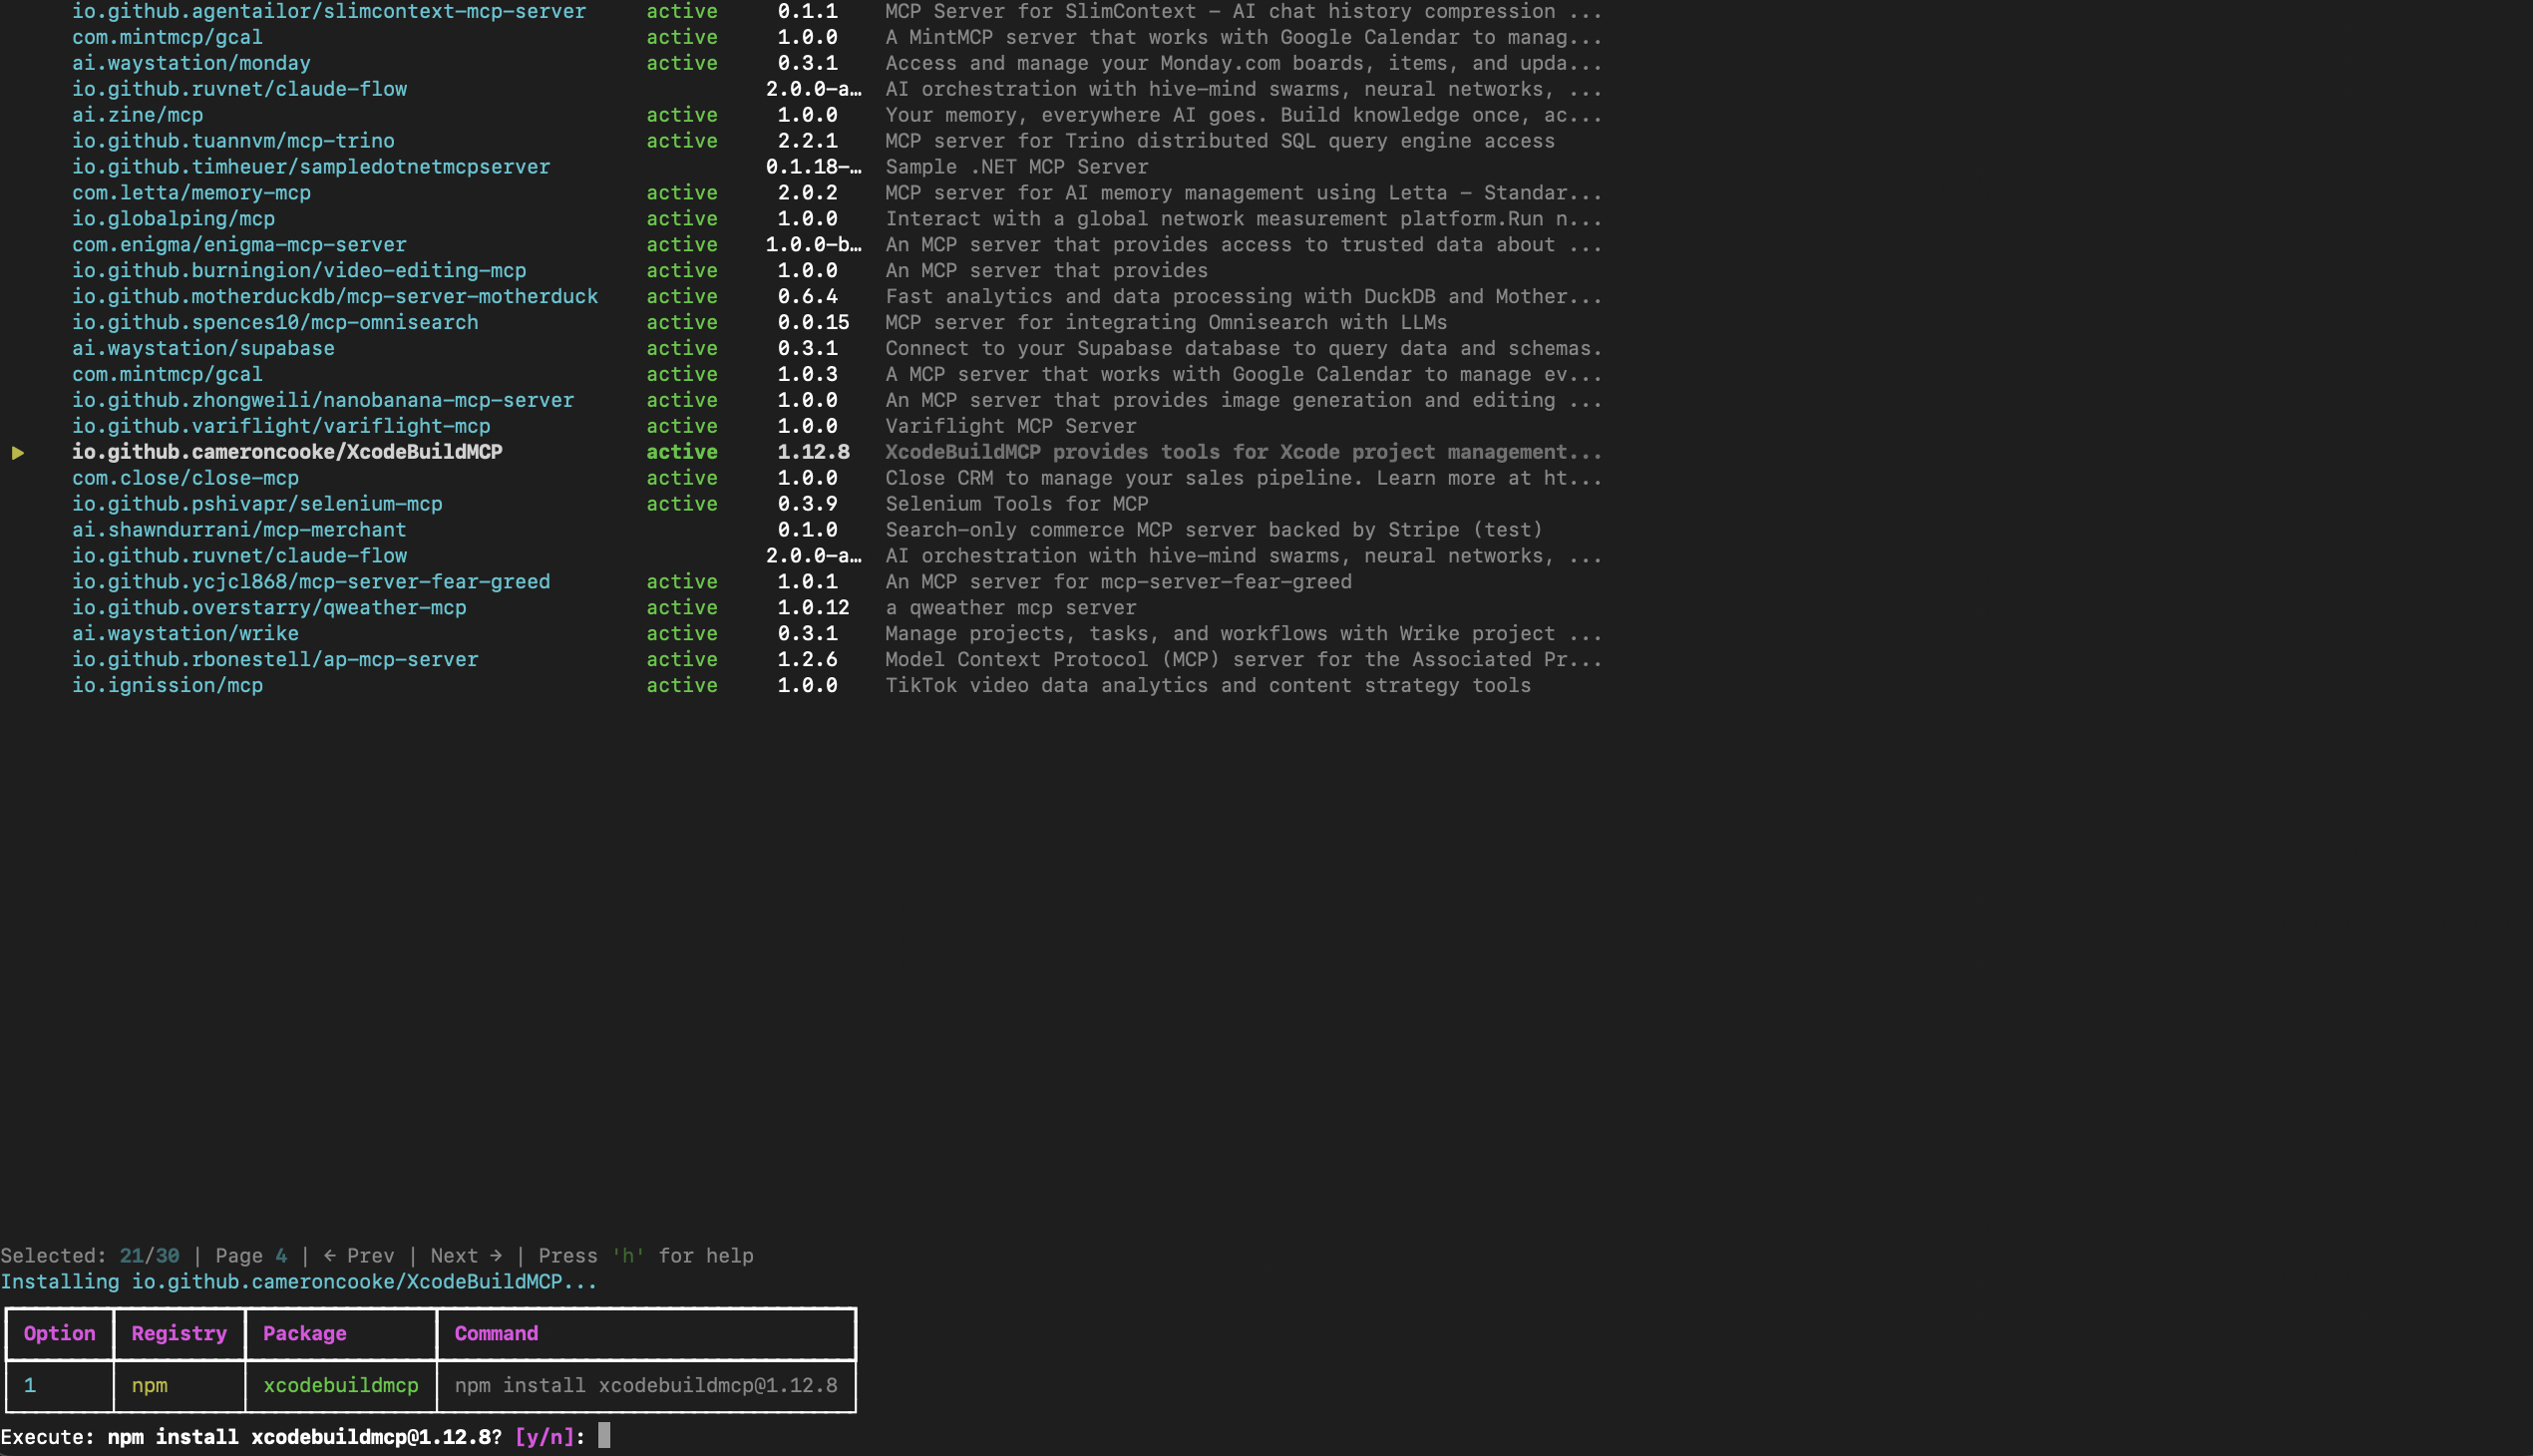 io.github.agentailor/slimcontext-mcp-server active 0.1.1 MCP Server for SlimContext – AI chat history compression ...
com.mintmcp/gcal active 1.0.0 A MintMCP server that works with Google Calendar to manag...
ai.waystation/monday active 0.3.1 Access and manage your Monday.com boards, items, and upda...
io.github.ruvnet/claude-flow 2.0.0-a… AI orchestration with hive-mind swarms, neural networks, ...
ai.zine/mcp active 1.0.0 Your memory, everywhere AI goes. Build knowledge once, ac...
io.github.tuannvm/mcp-trino active 2.2.1 MCP server for Trino distributed SQL query engine access
io.github.timheuer/sampledotnetmcpserver 0.1.18-… Sample .NET MCP Server
com.letta/memory-mcp active 2.0.2 MCP server for AI memory management using Letta – Standar...
io.globalping/mcp active 1.0.0 Interact with a global network measurement platform.Run n...
com.enigma/enigma-mcp-server active 1.0.0-b… An MCP server that provides access to trusted data about ...
io.github.burningion/video-editing-mcp active 1.0.0 An MCP server that provides
io.github.motherduckdb/mcp-server-motherduck active 0.6.4 Fast analytics and data processing with DuckDB and Mother...
io.github.spences10/mcp-omnisearch active 0.0.15 MCP server for integrating Omnisearch with LLMs
ai.waystation/supabase active 0.3.1 Connect to your Supabase database to query data and schemas.
com.mintmcp/gcal active 1.0.3 A MCP server that works with Google Calendar to manage ev...
io.github.zhongweili/nanobanana-mcp-server active 1.0.0 An MCP server that provides image generation and editing ...
io.github.variflight/variflight-mcp active 1.0.0 Variflight MCP Server
▶ io.github.cameroncooke/XcodeBuildMCP active 1.12.8 XcodeBuildMCP provides tools for Xcode project management...
com.close/close-mcp active 1.0.0 Close CRM to manage your sales pipeline. Learn more at ht...
io.github.pshivapr/selenium-mcp active 0.3.9 Selenium Tools for MCP
ai.shawndurrani/mcp-merchant 0.1.0 Search-only commerce MCP server backed by Stripe (test)
io.github.ruvnet/claude-flow 2.0.0-a… AI orchestration with hive-mind swarms, neural networks, ...
io.github.ycjcl868/mcp-server-fear-greed active 1.0.1 An MCP server for mcp-server-fear-greed
io.github.overstarry/qweather-mcp active 1.0.12 a qweather mcp server
ai.waystation/wrike active 0.3.1 Manage projects, tasks, and workflows with Wrike project ...
io.github.rbonestell/ap-mcp-server active 1.2.6 Model Context Protocol (MCP) server for the Associated Pr...
io.ignission/mcp active 1.0.0 TikTok video data analytics and content strategy tools
Selected: 21/30 | Page 4 | ← Prev | Next → | Press 'h' for help
Installing io.github.cameroncooke/XcodeBuildMCP...
Option Registry Package Command
1 npm xcodebuildmcp npm install xcodebuildmcp@1.12.8
Execute: npm install xcodebuildmcp@1.12.8? [y/n]: